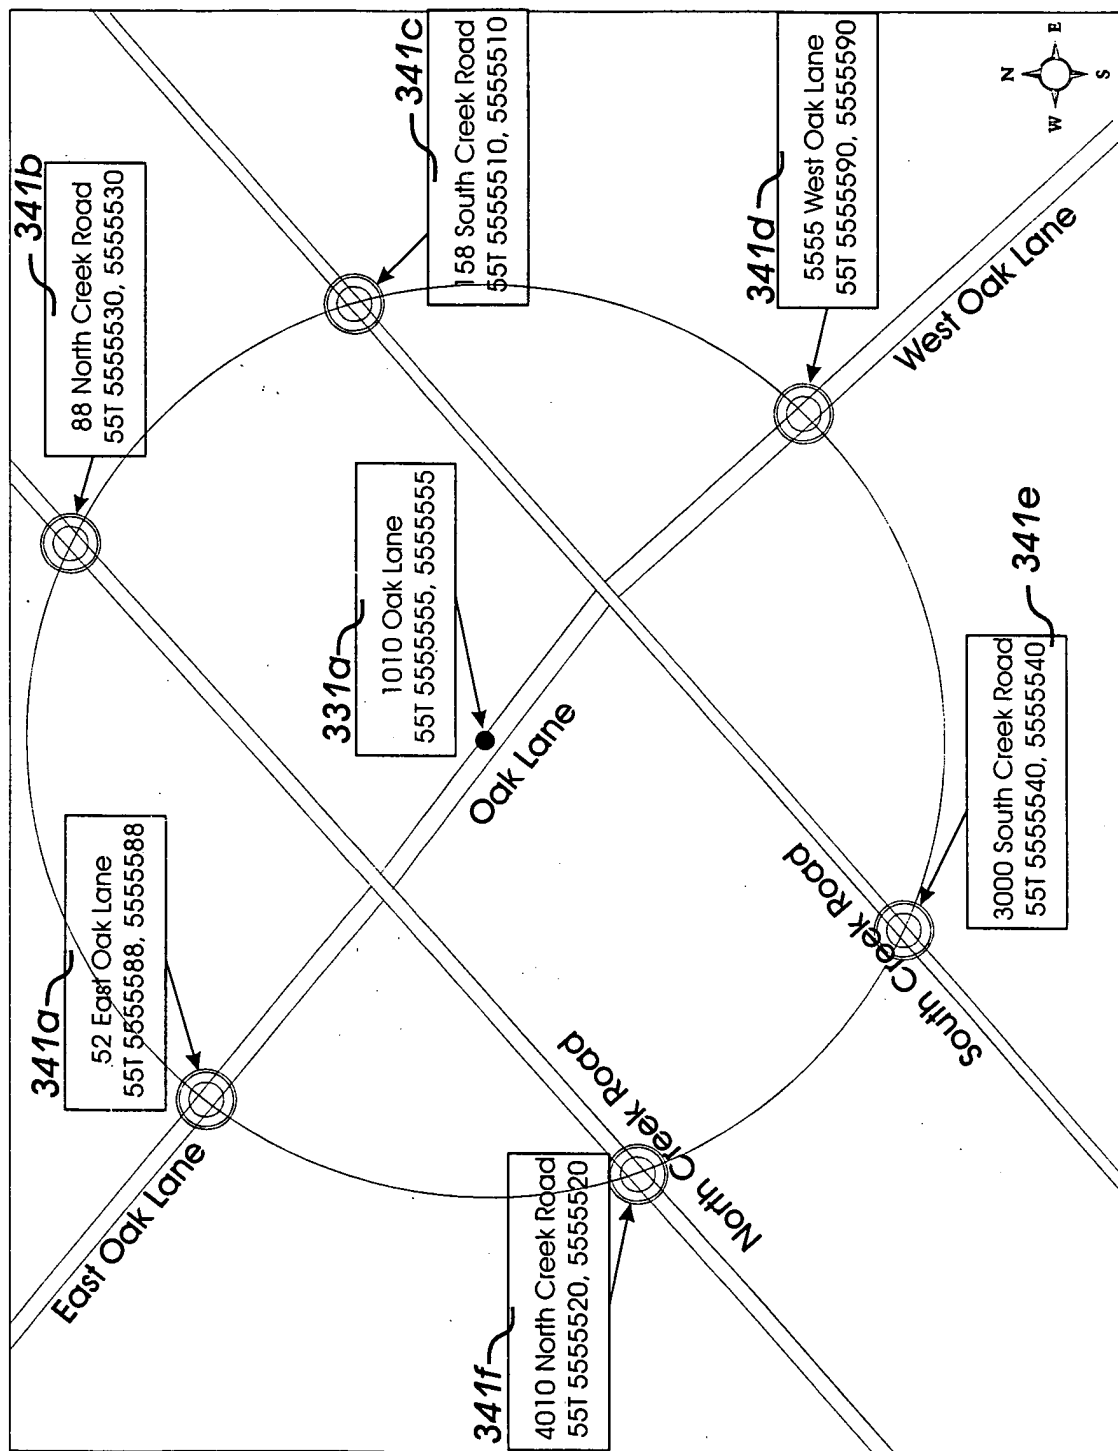 341a
52 East Oak Lane
55T 5555588, 5555588
341b
88 North Creek Road
55T 5555530, 5555530
341c
158 South Creek Road
55T 5555510, 5555510
331a
1010 Oak Lane
55T 5555555, 5555555
341d
5555 West Oak Lane
55T 5555590, 5555590
341e
3000 South Creek Road
55T 5555540, 5555540
341f
4010 North Creek Road
55T 5555520, 5555520
East Oak Lane
Oak Lane
West Oak Lane
North Creek Road
South Creek Road
N
E
S
W